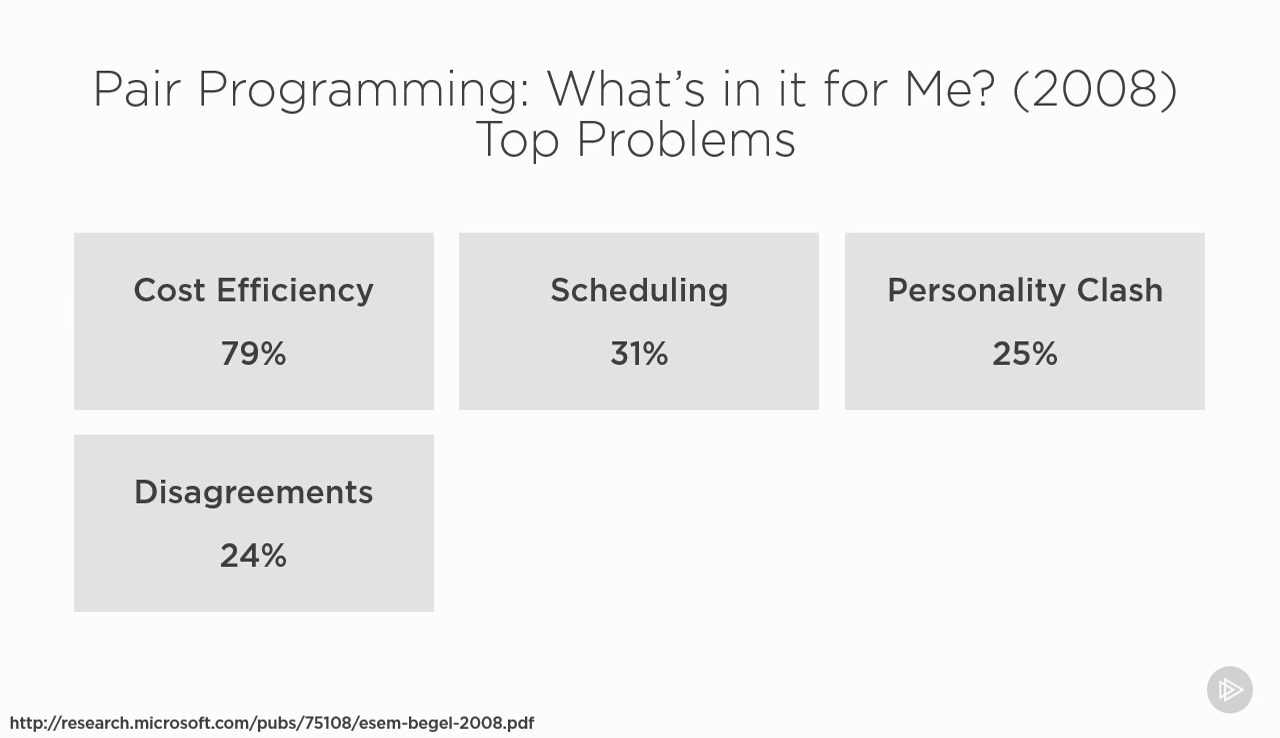 Pair Programming: What’s in it for Me? (2008)
Top Problems
Cost Efficiency
79%
Scheduling
31%
Personality Clash
25%
Disagreements
24%
http://research.microsoft.com/pubs/75108/esem-begel-2008.pdf